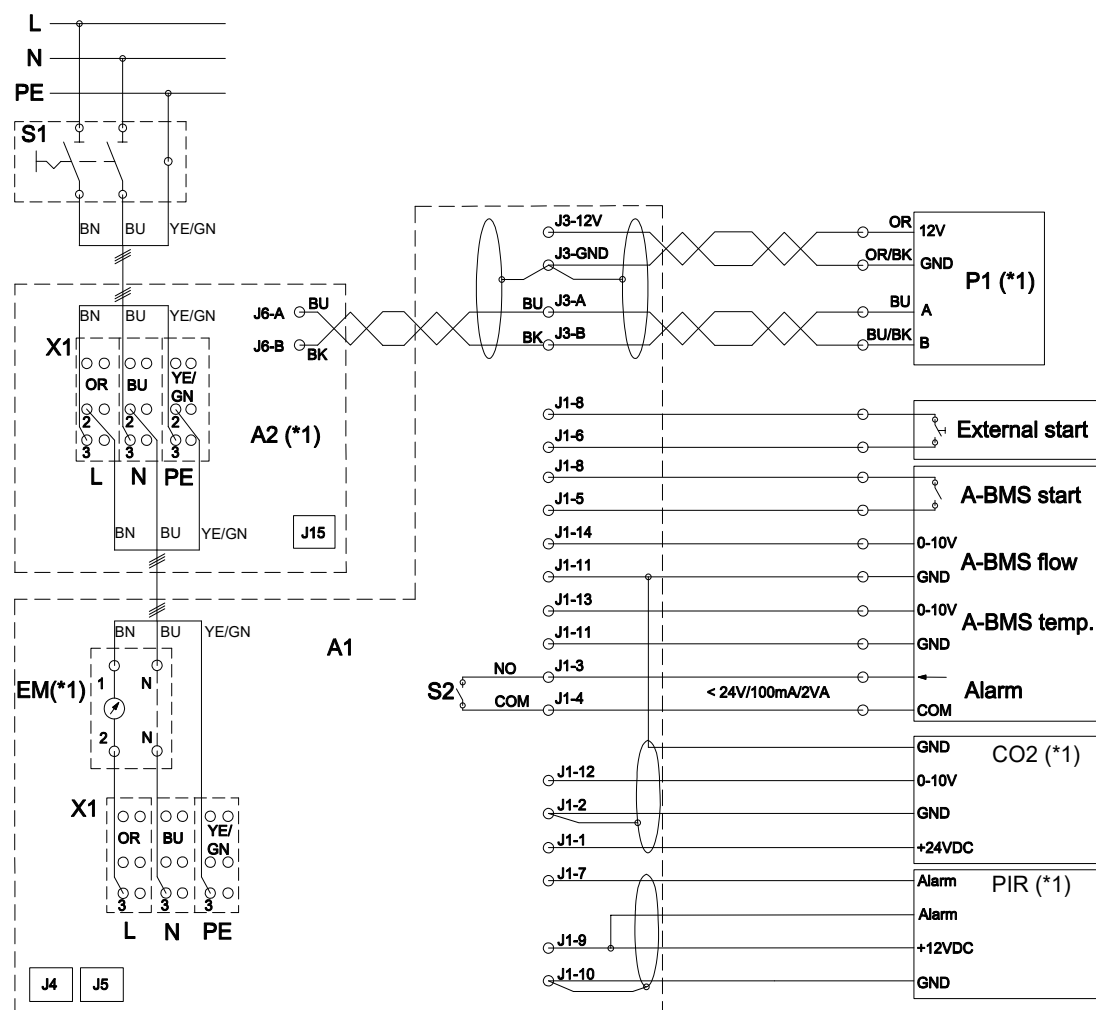 L
N
PE
S1
BN BU YE/GN
BN BU YE/GN
X1
OR BU YE/
GN
2 2 2
3 3 3
L N PE
BN BU YE/GN
A2 (*1)
J15
J6-A BU
J6-B BK
J3-12V
J3-GND
BU J3-A
BK J3-B
OR 12V
OR/BK GND
BU A
BU/BK B
P1 (*1)
J1-8
J1-6
External start
J1-8
J1-5
A-BMS start
J1-14 0-10V
A-BMS flow
J1-11 GND
J1-13 0-10V
A-BMS temp.
J1-11 GND
S2
NO J1-3
COM J1-4
< 24V/100mA/2VA
Alarm
COM
GND
CO2 (*1)
J1-12 0-10V
J1-2 GND
J1-1 +24VDC
J1-7 Alarm
PIR (*1)
Alarm
J1-9 +12VDC
J1-10 GND
A1
BN BU YE/GN
EM(*1)
1 N
2 N
X1
OR BU YE/
GN
3 3 3
L N PE
J4 J5